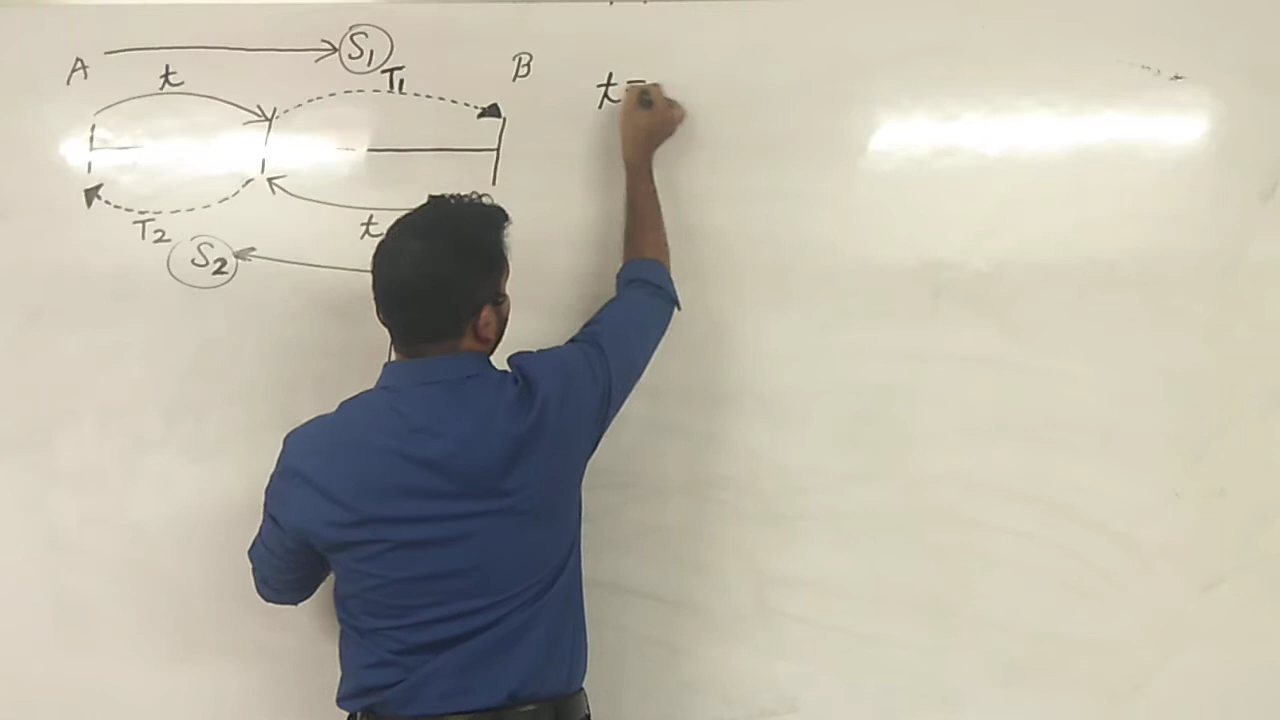 A S₁ B
t T₁ t =
T₂ t
S₂